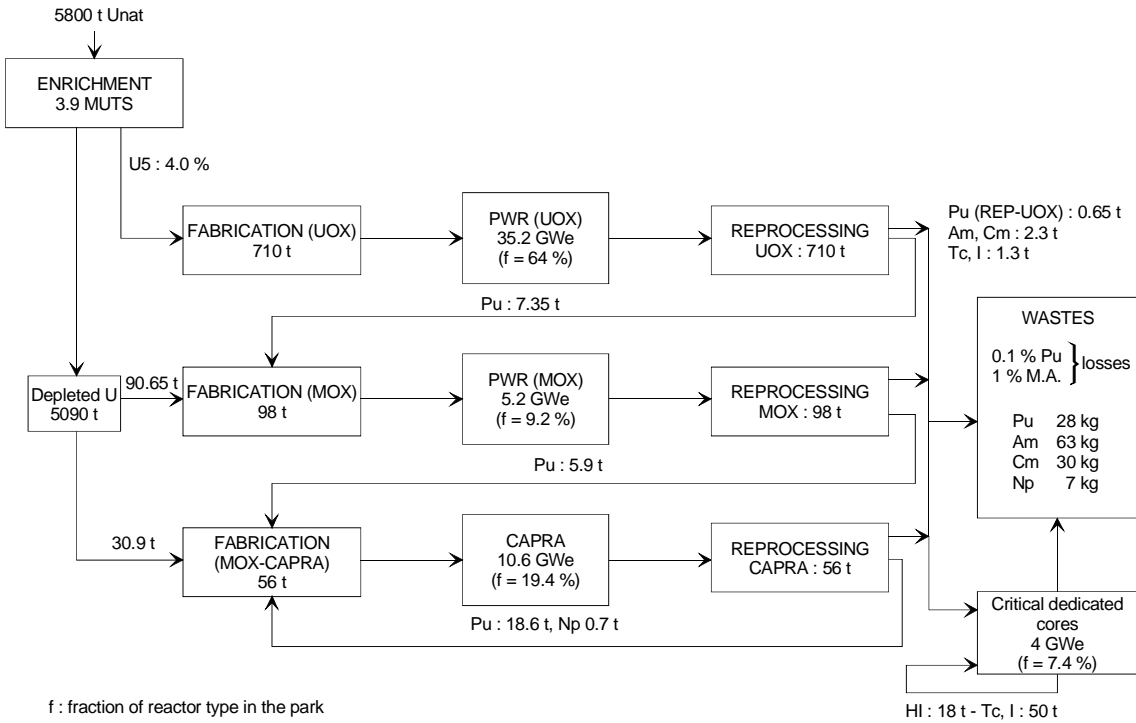 5800 t Unat
ENRICHMENT
3.9 MUTS
U5 : 4.0 %
FABRICATION (UOX)
710 t
PWR (UOX)
35.2 GWe
(f = 64 %)
REPROCESSING
UOX : 710 t
Pu (REP-UOX) : 0.65 t
Am, Cm : 2.3 t
Tc, I : 1.3 t
Pu : 7.35 t
Depleted U
5090 t
90.65 t
FABRICATION (MOX)
98 t
PWR (MOX)
5.2 GWe
(f = 9.2 %)
REPROCESSING
MOX : 98 t
WASTES
0.1 % Pu
1 % M.A.
losses
Pu 28 kg
Am 63 kg
Cm 30 kg
Np 7 kg
Pu : 5.9 t
30.9 t
FABRICATION
(MOX-CAPRA)
56 t
CAPRA
10.6 GWe
(f = 19.4 %)
REPROCESSING
CAPRA : 56 t
Pu : 18.6 t, Np 0.7 t
Critical dedicated
cores
4 GWe
(f = 7.4 %)
f : fraction of reactor type in the park
HI : 18 t - Tc, I : 50 t